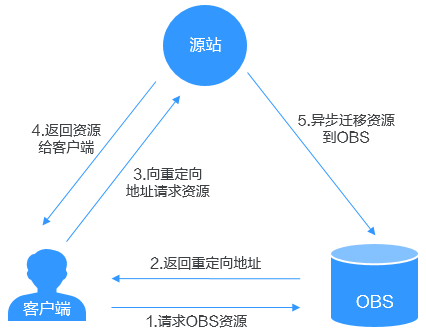 源站
4.返回资源
给客户端
5.异步迁移资源
到OBS
3.向重定向
地址请求资源
2.返回重定向地址
客户端
OBS
1.请求OBS资源